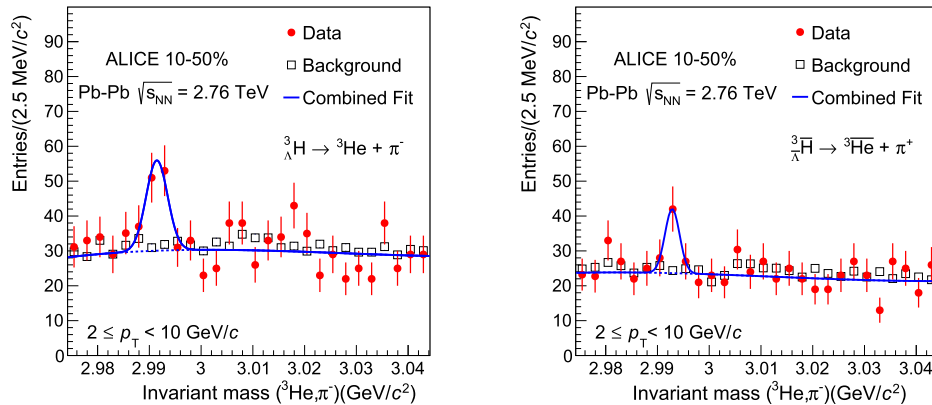 Entries/(2.5 MeV/c²)
100
90
80
70
60
50
40
30
20
10
0
ALICE 10-50%
Pb-Pb √sNN = 2.76 TeV
Data
Background
Combined Fit
³ΛH → ³He + π⁻
2 ≤ pT < 10 GeV/c
2.98 2.99 3 3.01 3.02 3.03 3.04
Invariant mass (³He,π⁻)(GeV/c²)
Entries/(2.5 MeV/c²)
100
90
80
70
60
50
40
30
20
10
0
ALICE 10-50%
Pb-Pb √sNN = 2.76 TeV
Data
Background
Combined Fit
³Λ̅H̅ → ³H̅e̅ + π⁺
2 ≤ pT < 10 GeV/c
2.98 2.99 3 3.01 3.02 3.03 3.04
Invariant mass (³He,π⁻)(GeV/c²)